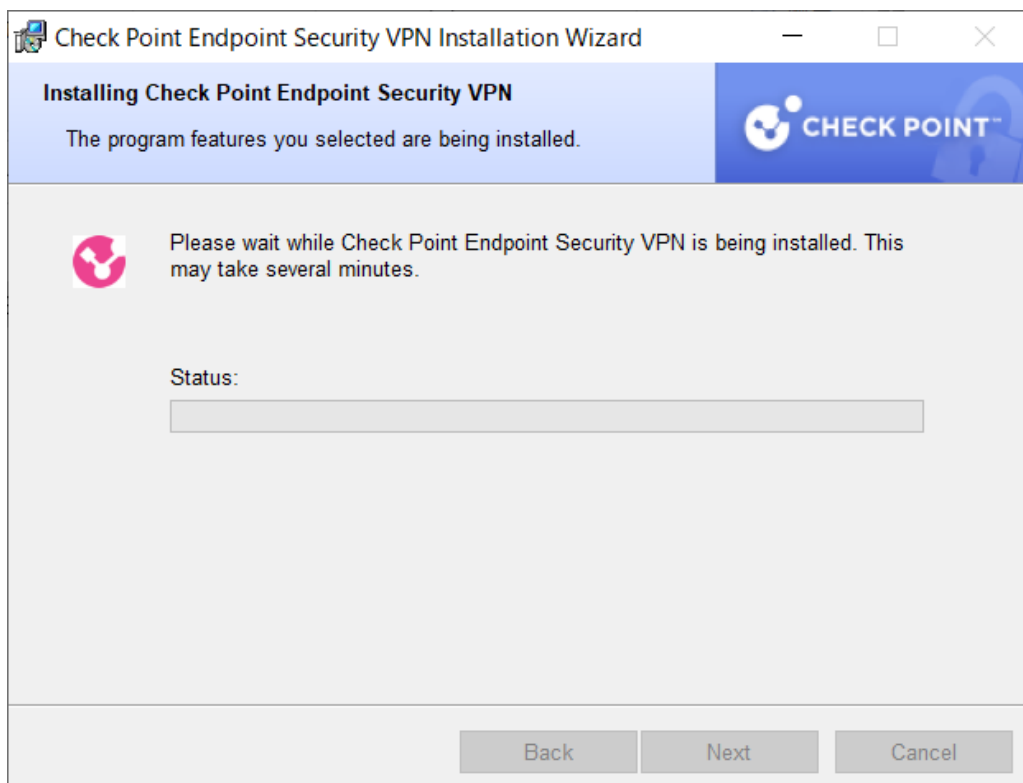 Check Point Endpoint Security VPN Installation Wizard
Installing Check Point Endpoint Security VPN
The program features you selected are being installed.
CHECK POINT™
Please wait while Check Point Endpoint Security VPN is being installed. This
may take several minutes.
Status:
Back
Next
Cancel